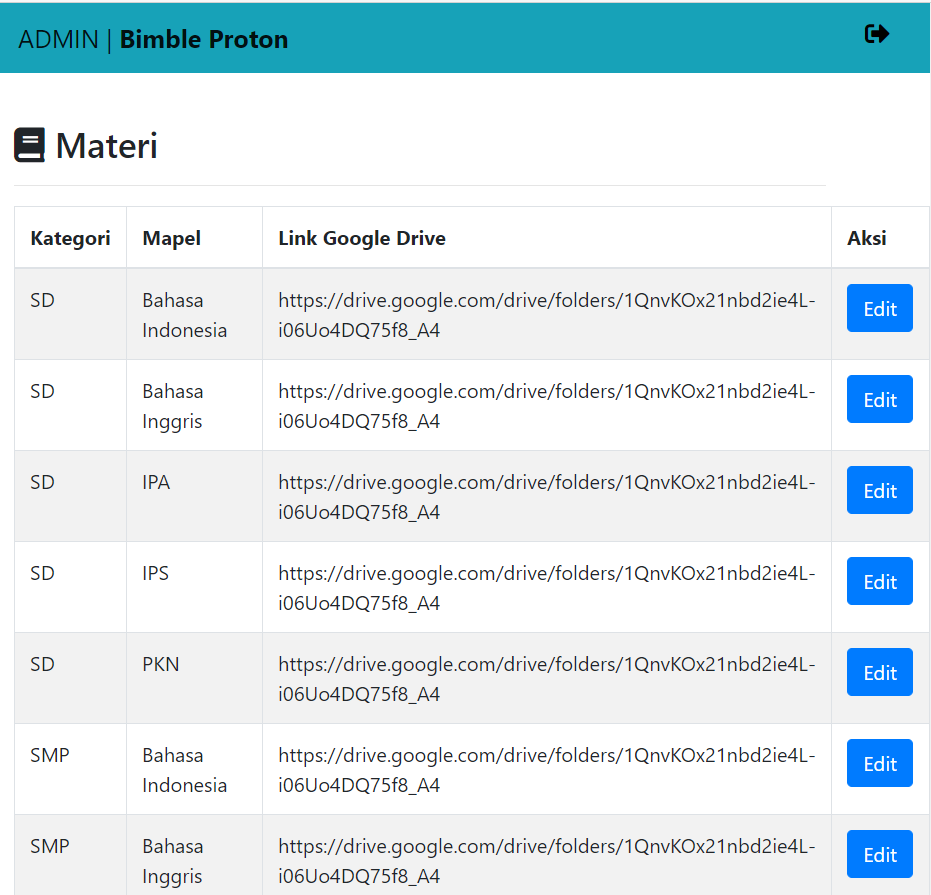 ADMIN | Bimble Proton
Materi
Kategori Mapel Link Google Drive Aksi
SD Bahasa https://drive.google.com/drive/folders/1QnvKOx21nbd2ie4L- Edit
Indonesia i06Uo4DQ75f8_A4
SD Bahasa https://drive.google.com/drive/folders/1QnvKOx21nbd2ie4L- Edit
Inggris i06Uo4DQ75f8_A4
SD IPA https://drive.google.com/drive/folders/1QnvKOx21nbd2ie4L- Edit
i06Uo4DQ75f8_A4
SD IPS https://drive.google.com/drive/folders/1QnvKOx21nbd2ie4L- Edit
i06Uo4DQ75f8_A4
SD PKN https://drive.google.com/drive/folders/1QnvKOx21nbd2ie4L- Edit
i06Uo4DQ75f8_A4
SMP Bahasa https://drive.google.com/drive/folders/1QnvKOx21nbd2ie4L- Edit
Indonesia i06Uo4DQ75f8_A4
SMP Bahasa https://drive.google.com/drive/folders/1QnvKOx21nbd2ie4L- Edit
Inggris i06Uo4DQ75f8_A4